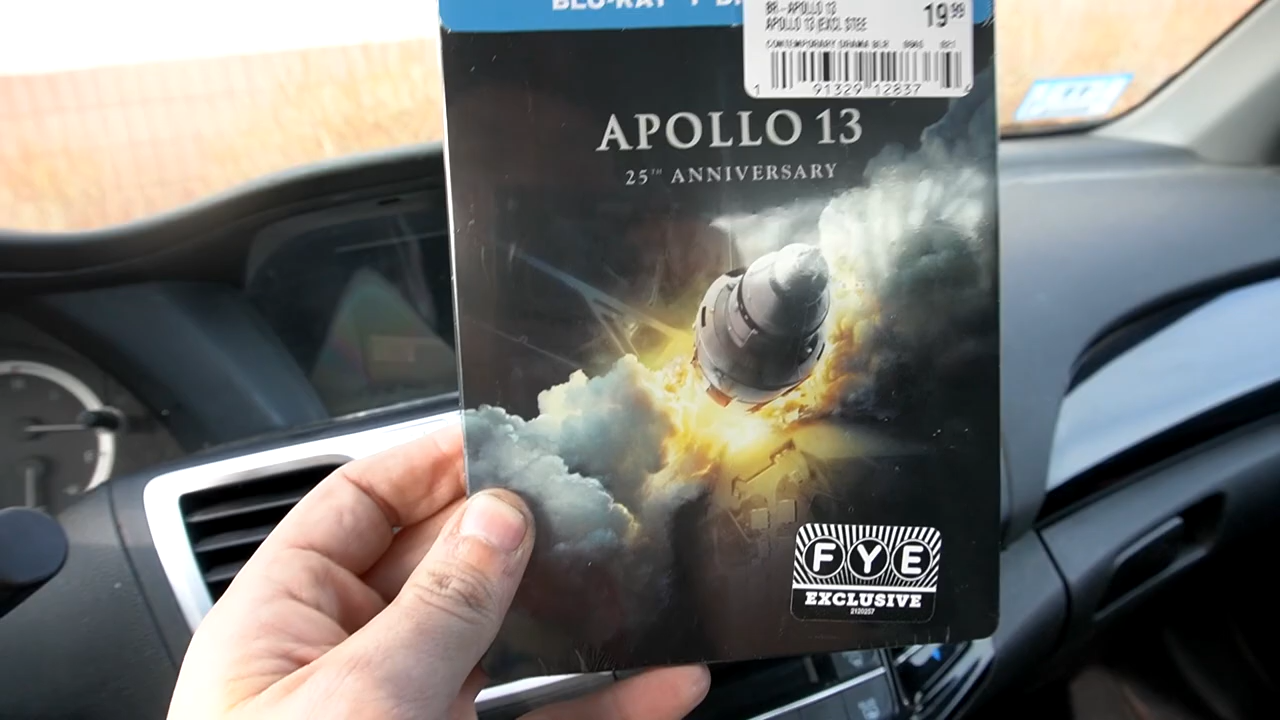 BLU-RAY
BR-APOLLO 13
APOLLO 13 (EXCL STEE
19.99
CONTEMPORARY DRAMA BLR
1 91329 12837
APOLLO 13
25TH ANNIVERSARY
FYE
EXCLUSIVE
2120257